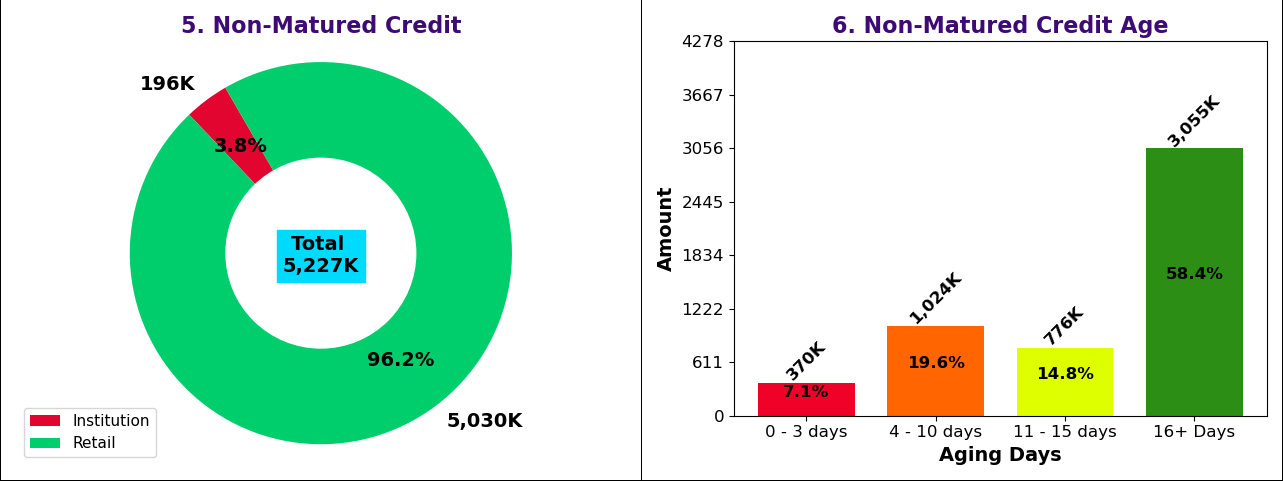 5. Non-Matured Credit
196K
3.8%
Total
5,227K
96.2%
5,030K
Institution
Retail
6. Non-Matured Credit Age
Amount
4278
3667
3056
2445
1834
1222
611
0
370K
7.1%
1,024K
19.6%
776K
14.8%
3,055K
58.4%
0 - 3 days
4 - 10 days
11 - 15 days
16+ Days
Aging Days